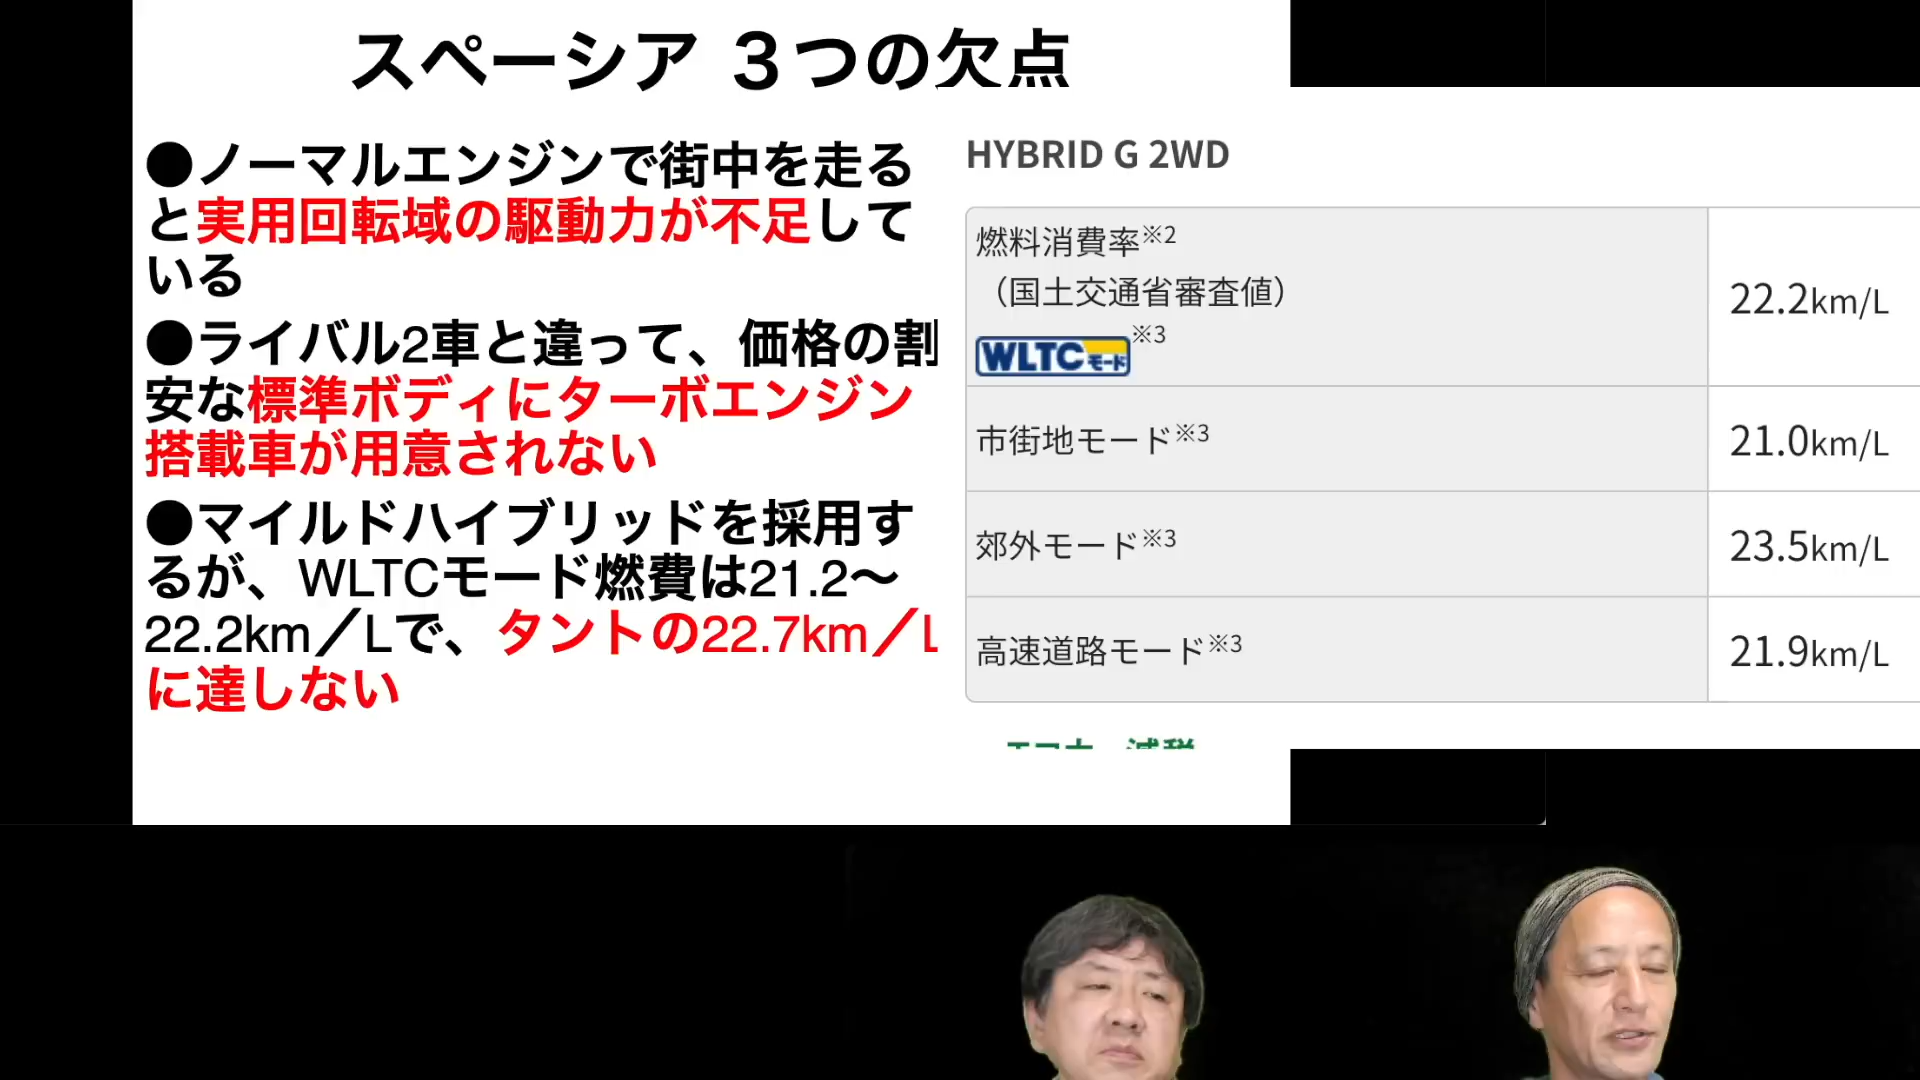 スペーシア ３つの欠点
●ノーマルエンジンで街中を走る
と実用回転域の駆動力が不足して
いる
●ライバル2車と違って、価格の割
安な標準ボディにターボエンジン
搭載車が用意されない
●マイルドハイブリッドを採用す
るが、WLTCモード燃費は21.2〜
22.2km／Lで、タントの22.7km／L
に達しない
HYBRID G 2WD
燃料消費率※2
（国土交通省審査値）
WLTCモード※3
22.2km/L
市街地モード※3 21.0km/L
郊外モード※3 23.5km/L
高速道路モード※3 21.9km/L